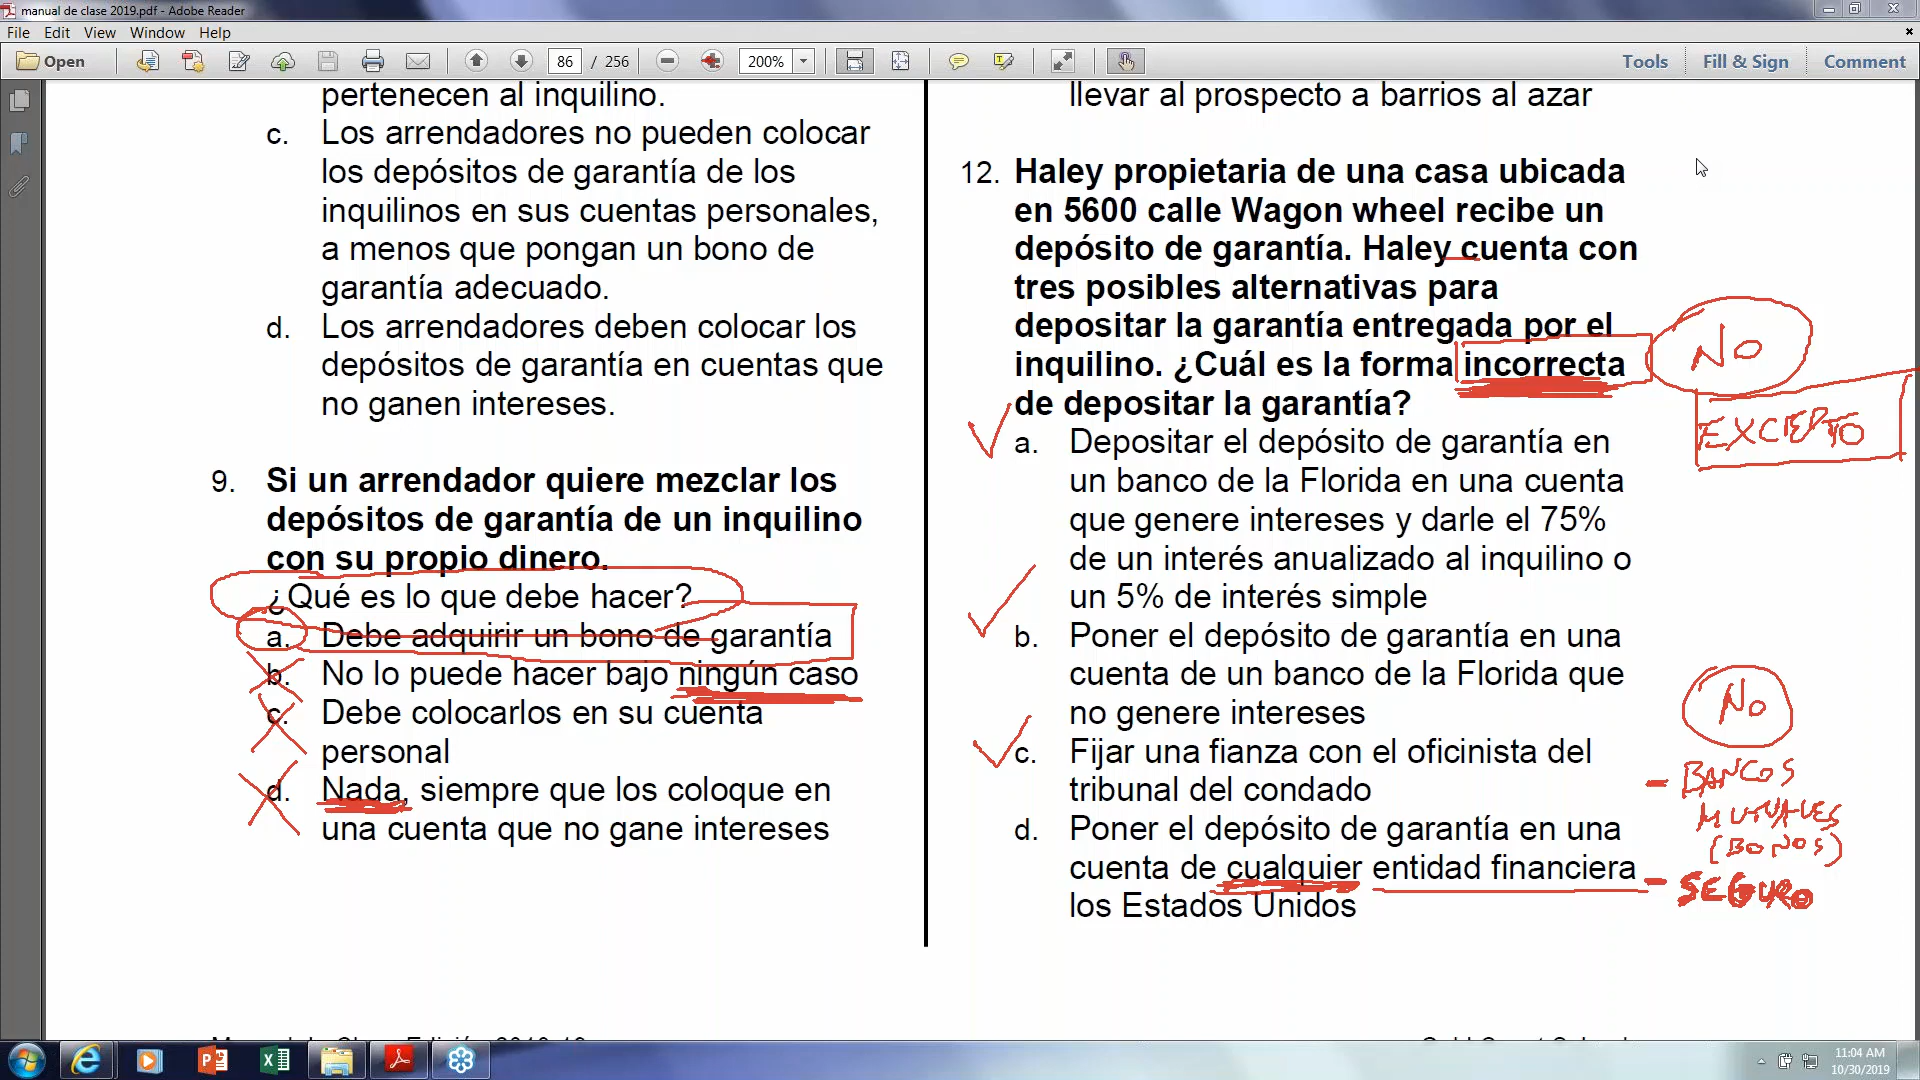 manual de clase 2019.pdf - Adobe Reader
File Edit View Window Help
Open 86 / 256 200% Tools Fill & Sign Comment
pertenecen al inquilino.
c. Los arrendadores no pueden colocar
los depósitos de garantía de los
inquilinos en sus cuentas personales,
a menos que pongan un bono de
garantía adecuado.
d. Los arrendadores deben colocar los
depósitos de garantía en cuentas que
no ganen intereses.
9. Si un arrendador quiere mezclar los
depósitos de garantía de un inquilino
con su propio dinero.
¿Qué es lo que debe hacer?
a. Debe adquirir un bono de garantía
b. No lo puede hacer bajo ningún caso
c. Debe colocarlos en su cuenta
personal
d. Nada, siempre que los coloque en
una cuenta que no gane intereses
llevar al prospecto a barrios al azar
12. Haley propietaria de una casa ubicada
en 5600 calle Wagon wheel recibe un
depósito de garantía. Haley cuenta con
tres posibles alternativas para
depositar la garantía entregada por el
inquilino. ¿Cuál es la forma incorrecta
de depositar la garantía?
NO
EXCEPTO
a. Depositar el depósito de garantía en
un banco de la Florida en una cuenta
que genere intereses y darle el 75%
de un interés anualizado al inquilino o
un 5% de interés simple
b. Poner el depósito de garantía en una
cuenta de un banco de la Florida que
no genere intereses
c. Fijar una fianza con el oficinista del
tribunal del condado
d. Poner el depósito de garantía en una
cuenta de cualquier entidad financiera
los Estados Unidos
No
- BANCOS
MUTUALES
(BONOS)
- SEGURO
11:04 AM
10/30/2019